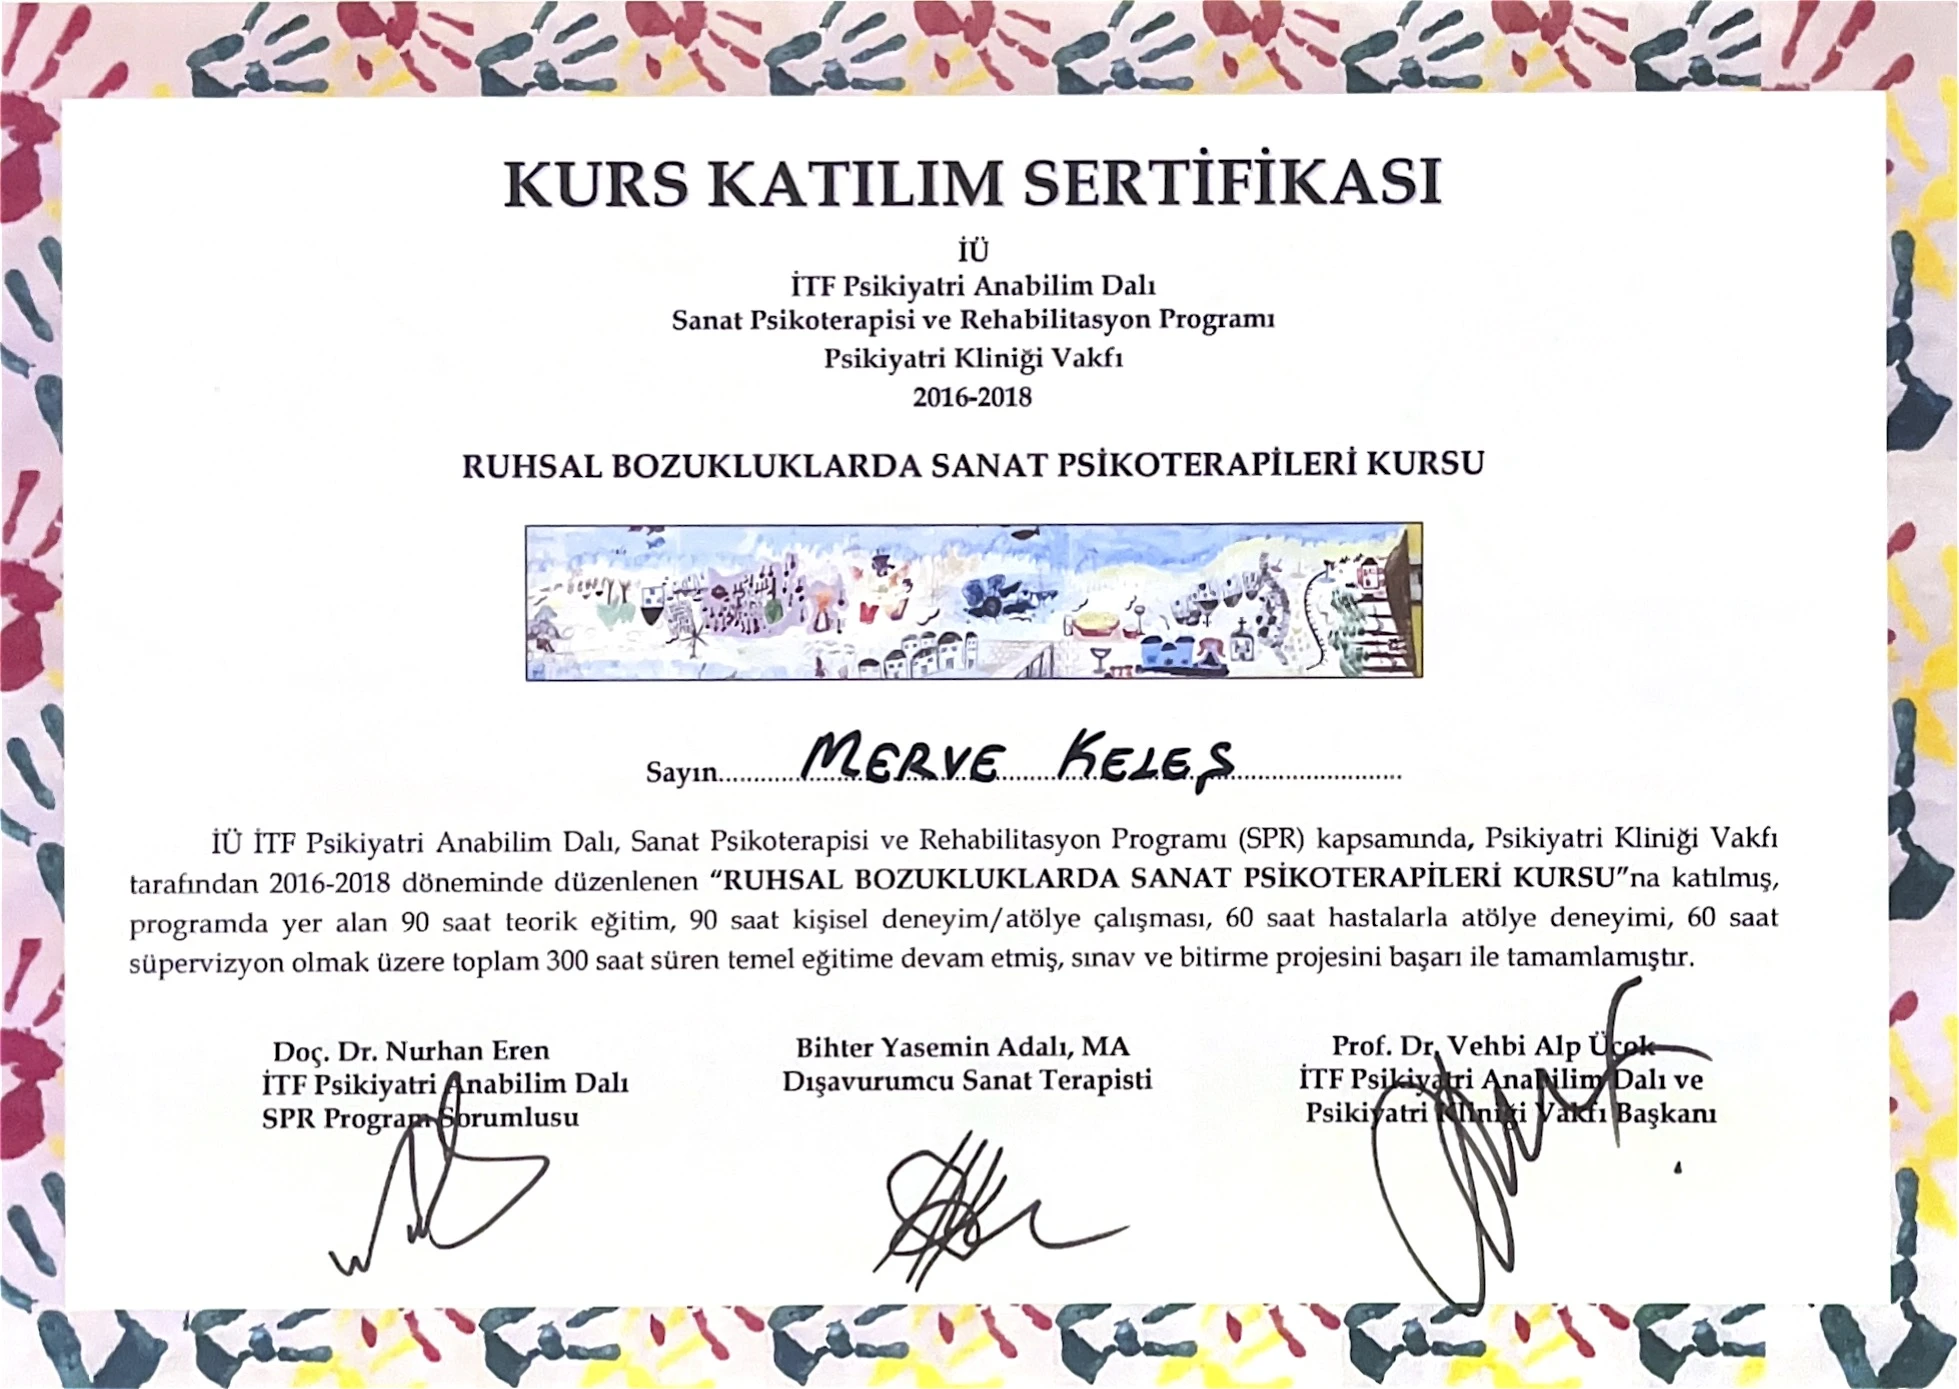 KURS KATILIM SERTİFİKASI
İÜ
İTF Psikiyatri Anabilim Dalı
Sanat Psikoterapisi ve Rehabilitasyon Programı
Psikiyatri Kliniği Vakfı
2016-2018
RUHSAL BOZUKLUKLARDA SANAT PSİKOTERAPİLERİ KURSU
Sayın.......... MERVE KELEŞ ..........
İÜ İTF Psikiyatri Anabilim Dalı, Sanat Psikoterapisi ve Rehabilitasyon Programı (SPR) kapsamında, Psikiyatri Kliniği Vakfı
tarafından 2016-2018 döneminde düzenlenen “RUHSAL BOZUKLUKLARDA SANAT PSİKOTERAPİLERİ KURSU”na katılmış,
programda yer alan 90 saat teorik eğitim, 90 saat kişisel deneyim/atölye çalışması, 60 saat hastalarla atölye deneyimi, 60 saat
süpervizyon olmak üzere toplam 300 saat süren temel eğitime devam etmiş, sınav ve bitirme projesini başarı ile tamamlamıştır.
Doç. Dr. Nurhan Eren
İTF Psikiyatri Anabilim Dalı
SPR Program Sorumlusu
Bihter Yasemin Adalı, MA
Dışavurumcu Sanat Terapisti
Prof. Dr. Vehbi Alp Üçok
İTF Psikiyatri Anabilim Dalı ve
Psikiyatri Kliniği Vakfı Başkanı